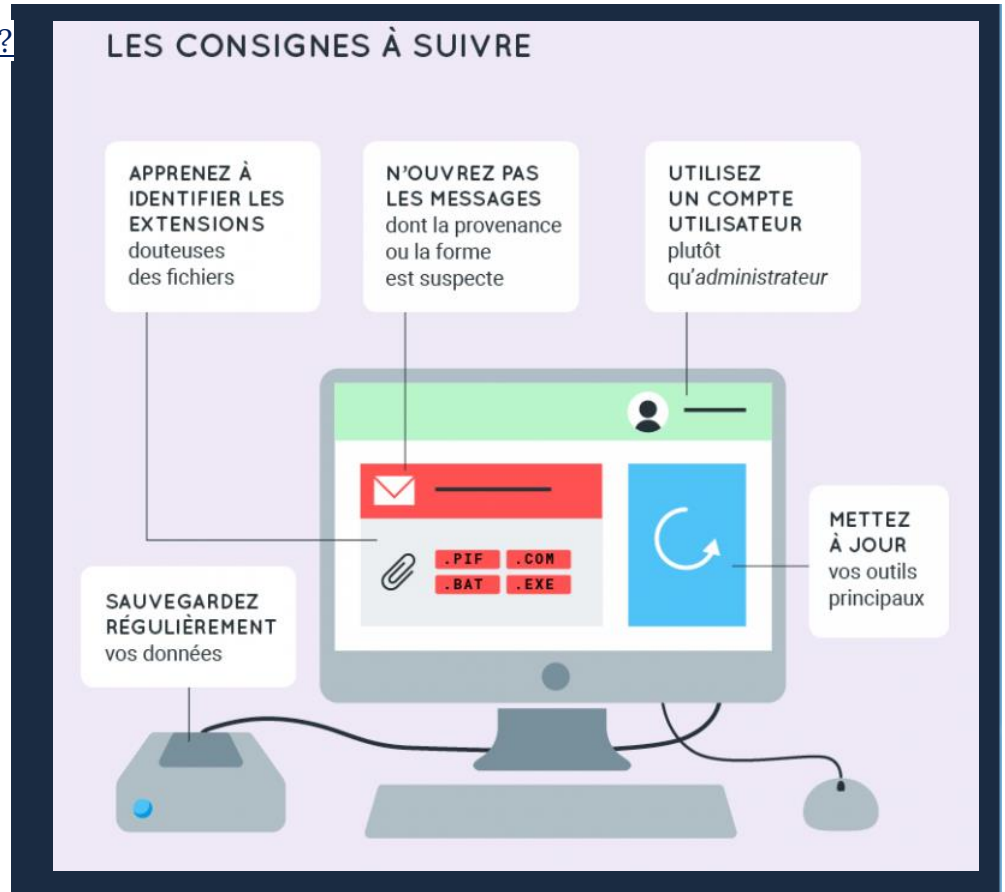 ?
LES CONSIGNES À SUIVRE
APPRENEZ À
IDENTIFIER LES
EXTENSIONS
douteuses
des fichiers
N'OUVREZ PAS
LES MESSAGES
dont la provenance
ou la forme
est suspecte
UTILISEZ
UN COMPTE
UTILISATEUR
plutôt
qu'administrateur
.PIF .COM
.BAT .EXE
METTEZ
À JOUR
vos outils
principaux
SAUVEGARDEZ
RÉGULIÈREMENT
vos données